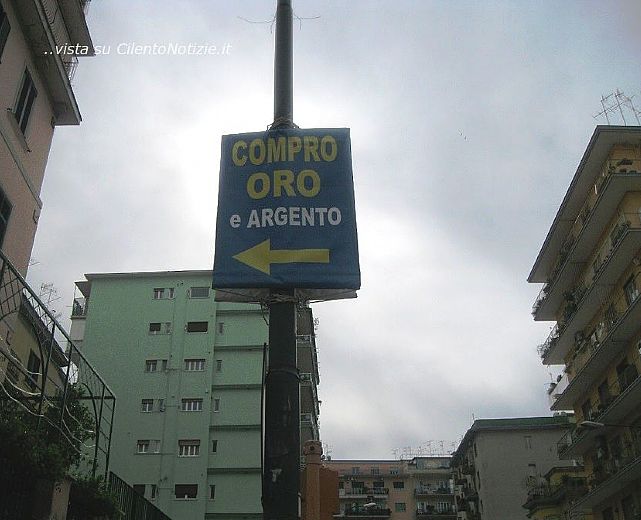 ..vista su CilentoNotizie.it
COMPRO
ORO
e ARGENTO